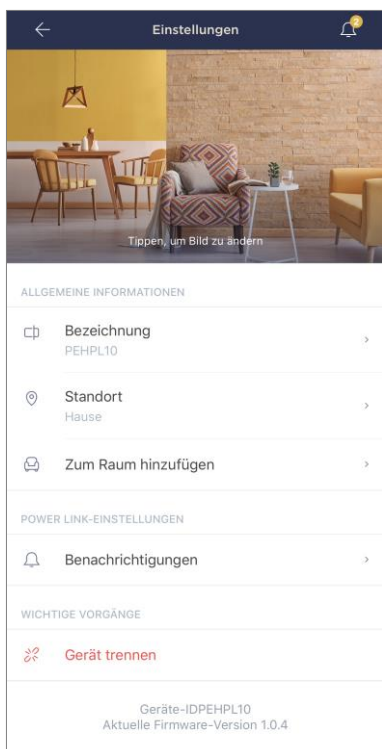 Einstellungen
2
Tippen, um Bild zu ändern
ALLGEMEINE INFORMATIONEN
Bezeichnung
PEHPL10
Standort
Hause
Zum Raum hinzufügen
POWER LINK-EINSTELLUNGEN
Benachrichtigungen
WICHTIGE VORGÄNGE
Gerät trennen
Geräte-IDPEHPL10
Aktuelle Firmware-Version 1.0.4